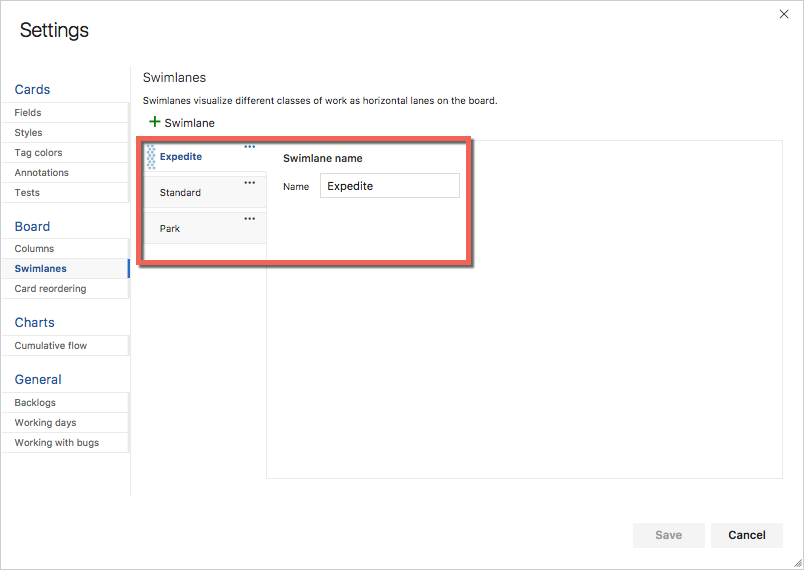 Settings
Cards
Fields
Styles
Tag colors
Annotations
Tests
Board
Columns
Swimlanes
Card reordering
Charts
Cumulative flow
General
Backlogs
Working days
Working with bugs
Swimlanes
Swimlanes visualize different classes of work as horizontal lanes on the board.
+ Swimlane
Expedite ...
Standard ...
Park ...
Swimlane name
Name Expedite
Save Cancel